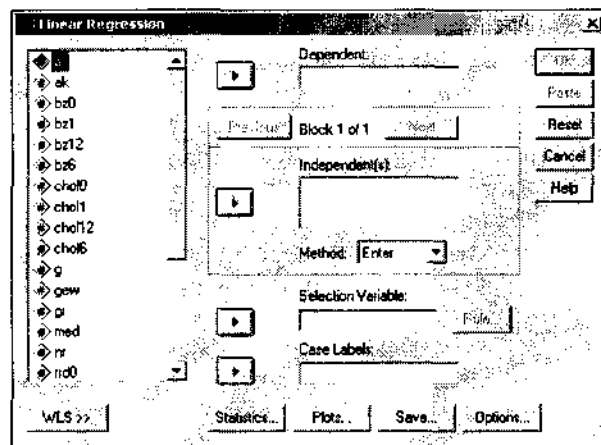 Linear Regression
a
ak
bz0
bz1
bz12
bz6
chol0
chol1
chol12
chol6
g
gew
gr
med
nr
rrd0
WLS >>
Dependent:
Previous
Block 1 of 1
Next
Independent(s):
Method:
Enter
Selection Variable:
Rule...
Case Labels:
Statistics...
Plots...
Save...
Options...
OK
Paste
Reset
Cancel
Help